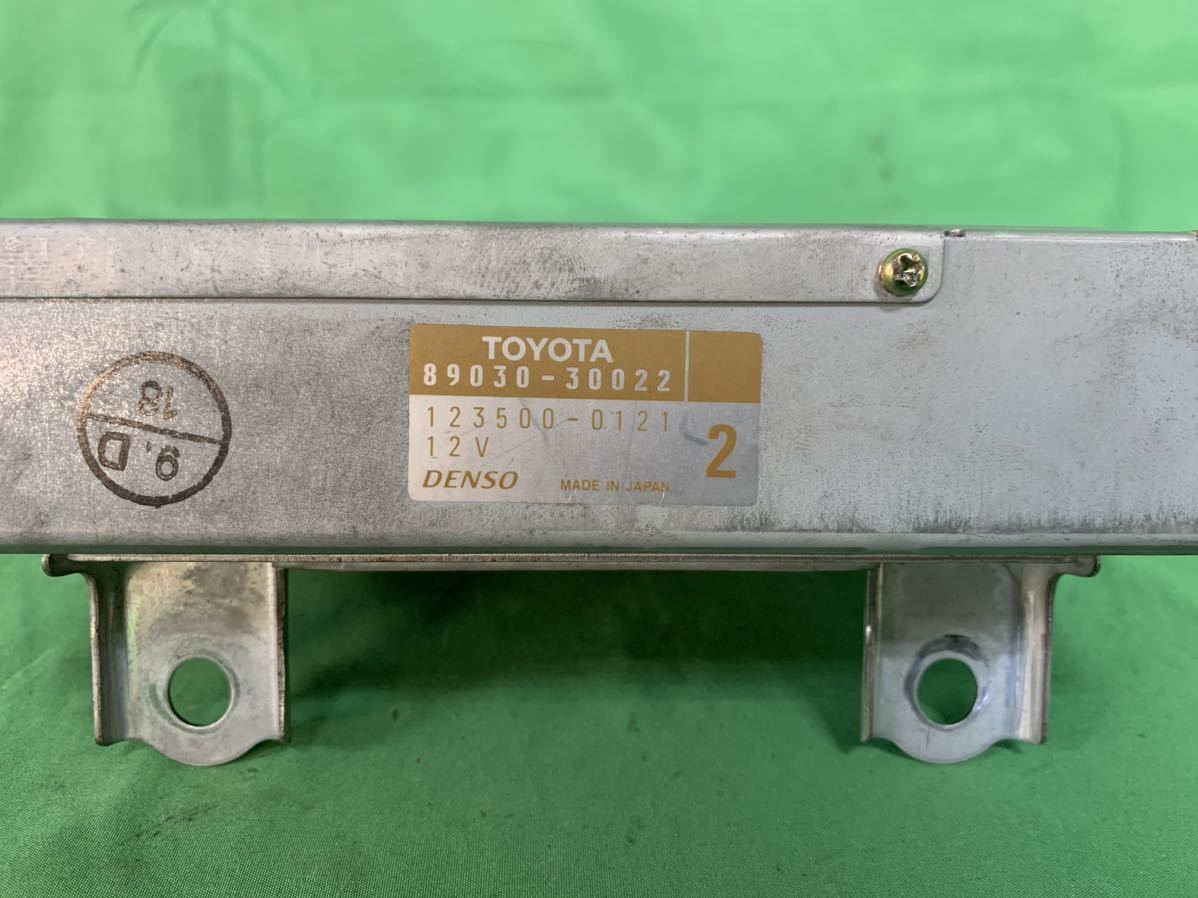 TOYOTA
89030-30022
123500-0121
12V
2
DENSO MADE IN JAPAN
9.D
18